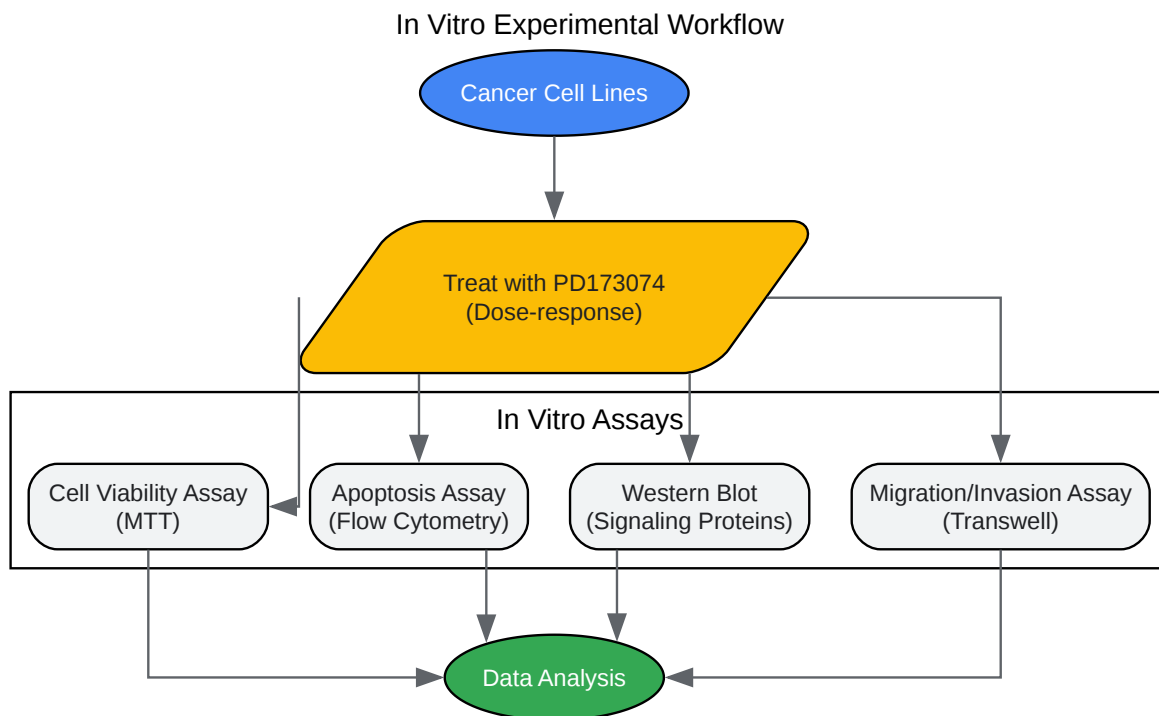 In Vitro Experimental Workflow
Cancer Cell Lines
Treat with PD173074
(Dose-response)
In Vitro Assays
Cell Viability Assay
(MTT)
Apoptosis Assay
(Flow Cytometry)
Western Blot
(Signaling Proteins)
Migration/Invasion Assay
(Transwell)
Data Analysis